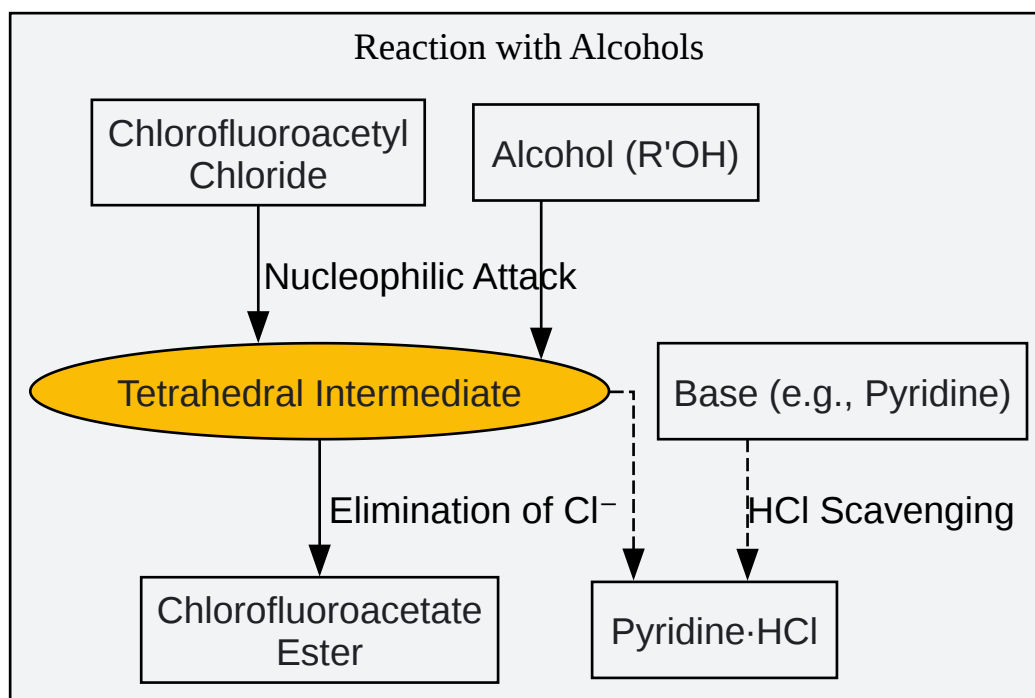 Reaction with Alcohols
Chlorofluoroacetyl
Chloride
Alcohol (R'OH)
Nucleophilic Attack
Tetrahedral Intermediate
Base (e.g., Pyridine)
Elimination of Cl⁻
HCl Scavenging
Chlorofluoroacetate
Ester
Pyridine·HCl